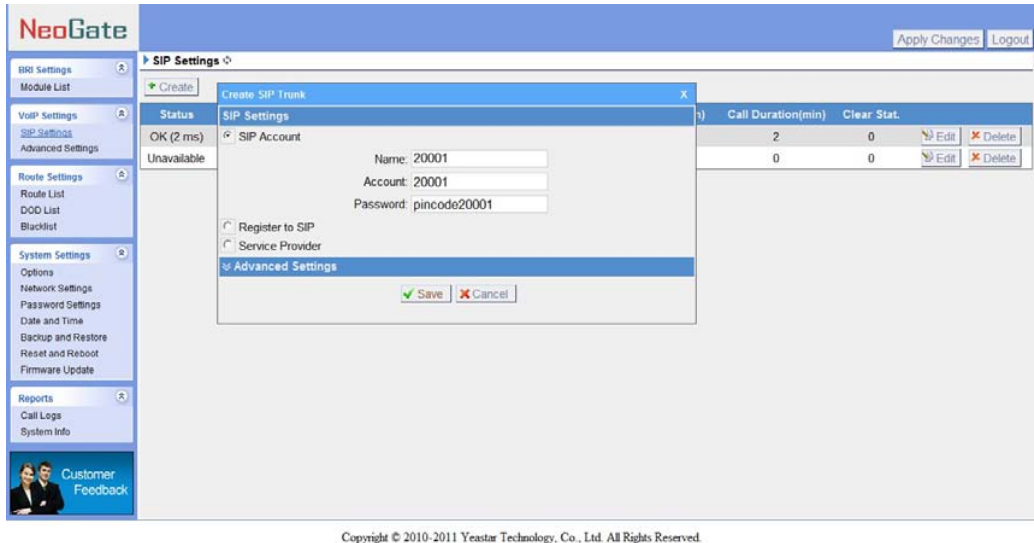 NeoGate
Apply Changes Logout
BRI Settings
Module List
VoIP Settings
SIP Settings
Advanced Settings
Route Settings
Route List
DOD List
Blacklist
System Settings
Options
Network Settings
Password Settings
Date and Time
Backup and Restore
Reset and Reboot
Firmware Update
Reports
Call Logs
System Info
Customer
Feedback
SIP Settings
Create
Status n) Call Duration(min) Clear Stat.
OK (2 ms) 2 0 Edit Delete
Unavailable 0 0 Edit Delete
Create SIP Trunk X
SIP Settings
SIP Account
Name: 20001
Account: 20001
Password: pincode20001
Register to SIP
Service Provider
Advanced Settings
Save Cancel
Copyright © 2010-2011 Yeastar Technology, Co., Ltd. All Rights Reserved.